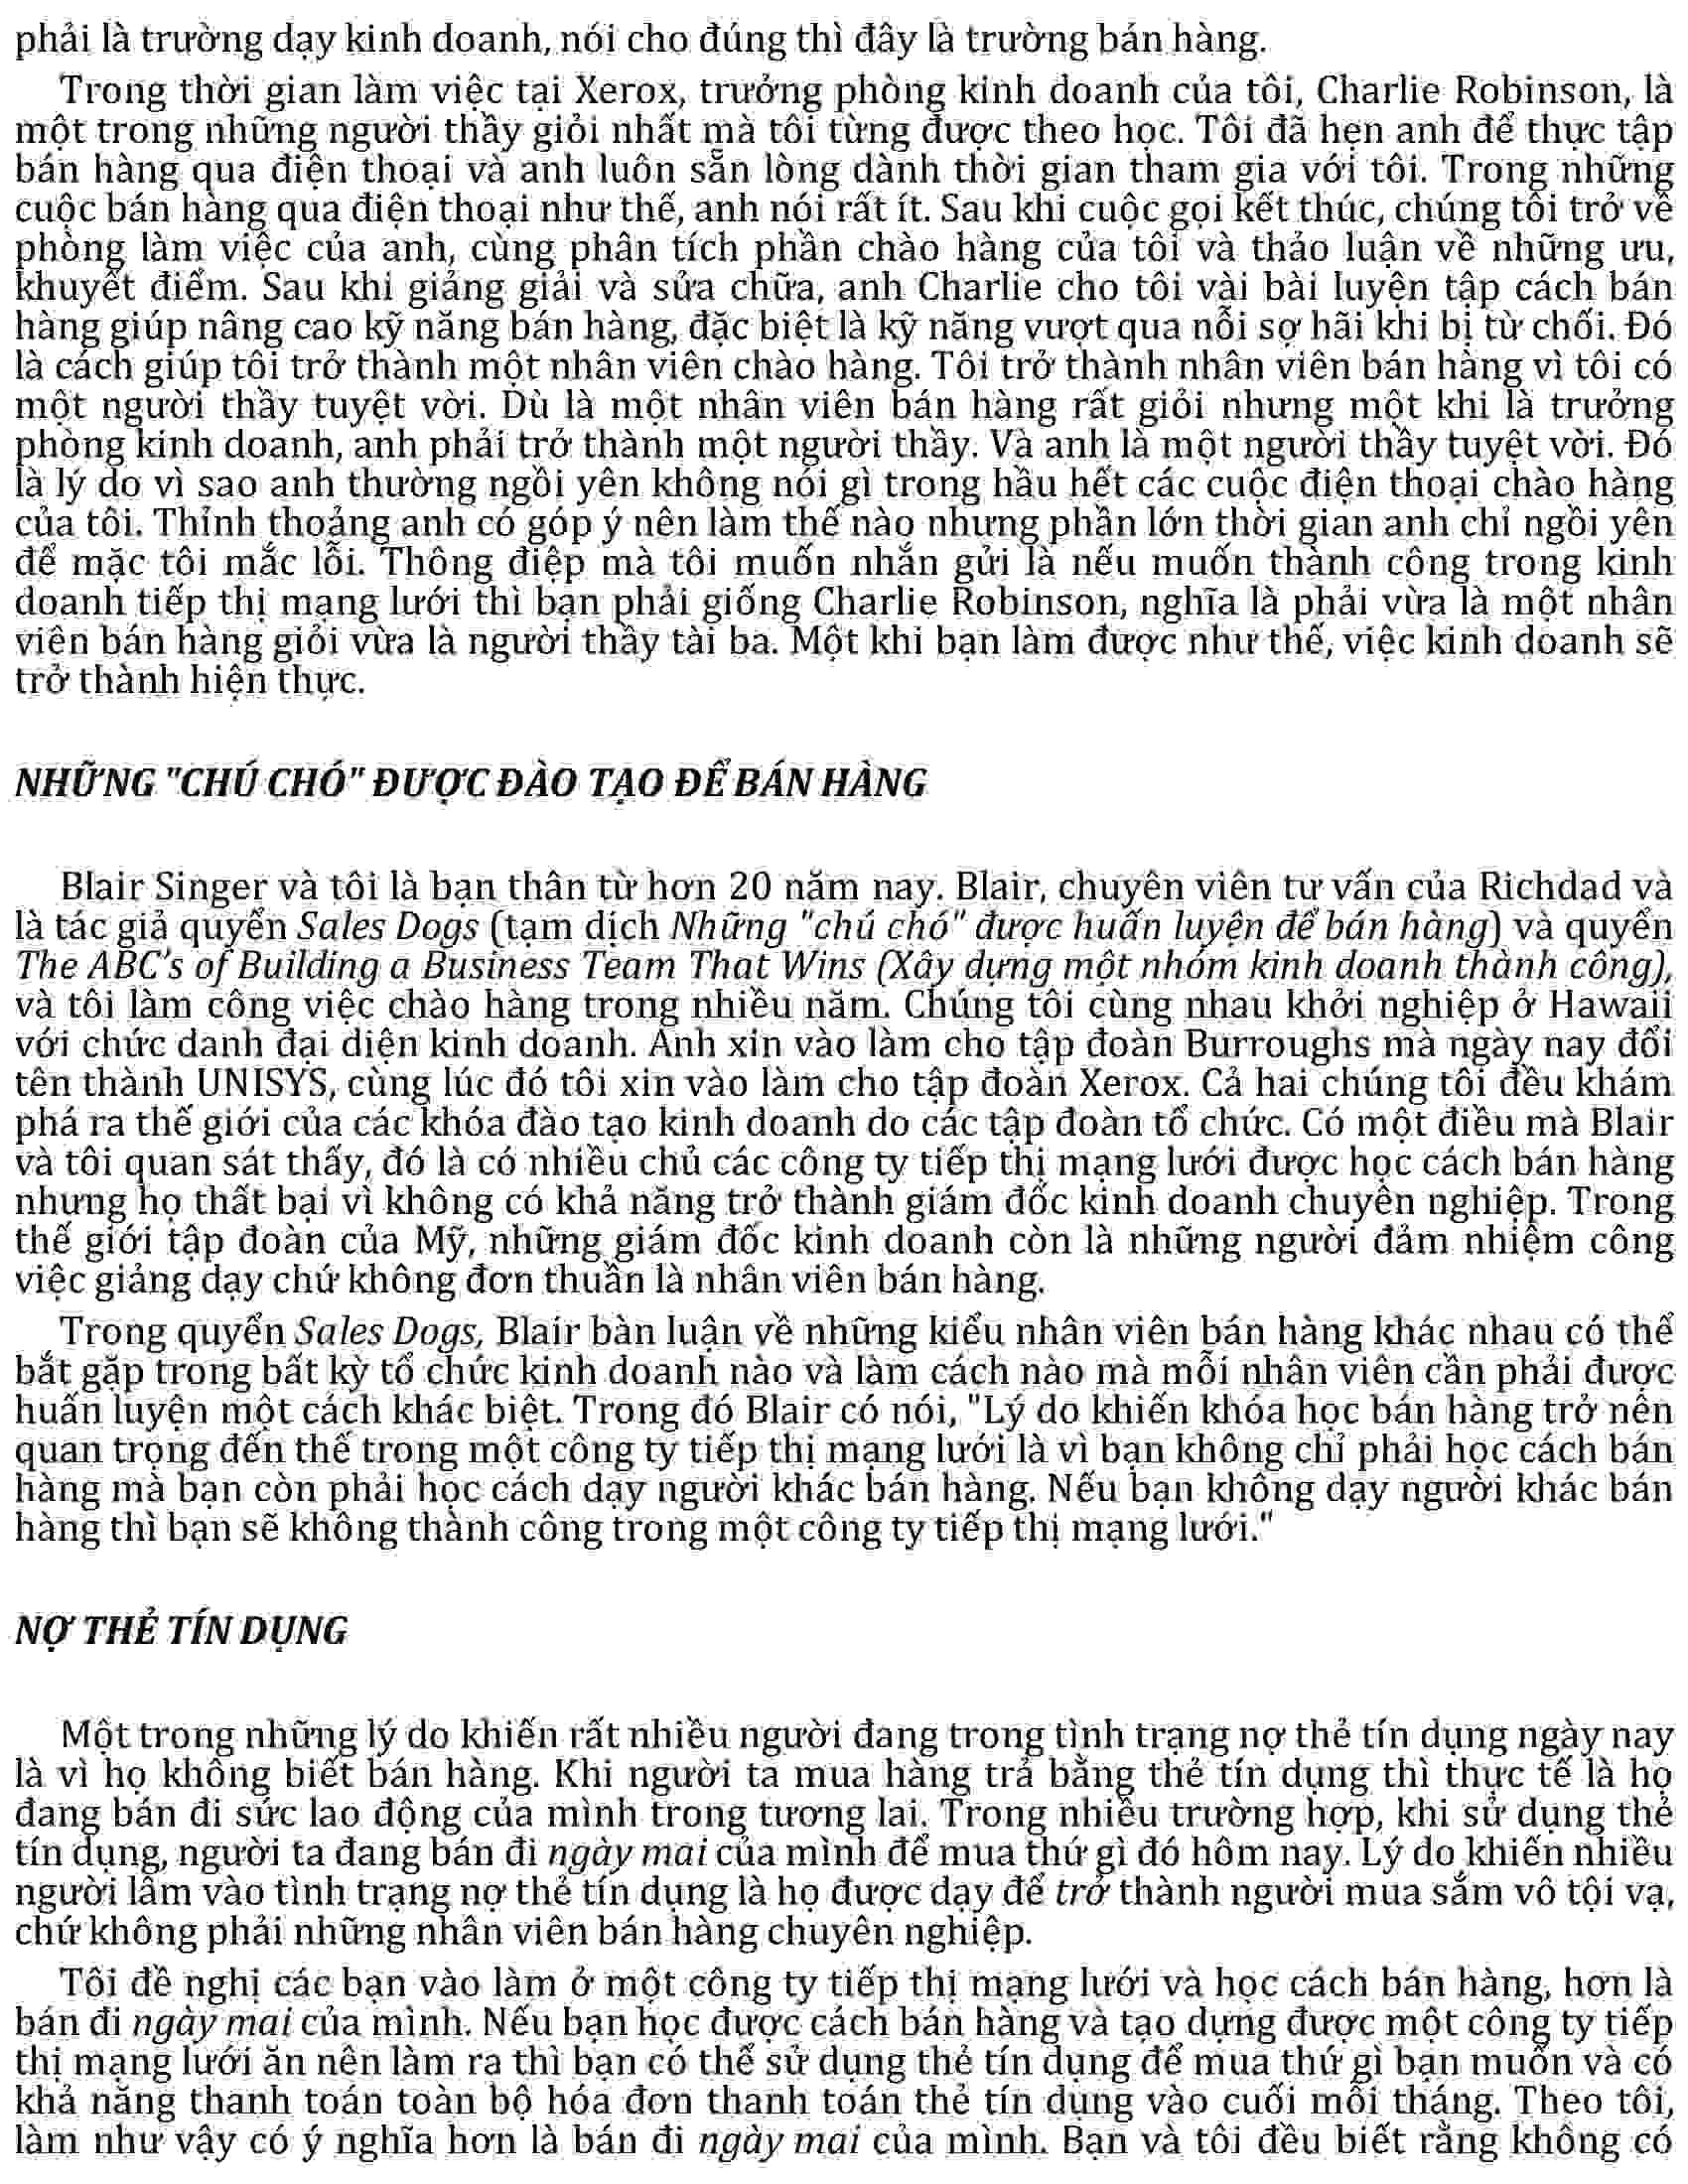 phải là trường dạy kinh doanh, nói cho đúng thì đây là trường bán hàng.
Trong thời gian làm việc tại Xerox, trưởng phòng kinh doanh của tôi, Charlie Robinson, là
một trong những người thầy giỏi nhất mà tôi từng được theo học. Tôi đã hẹn anh để thực tập
bán hàng qua điện thoại và anh luôn sẵn lòng dành thời gian tham gia với tôi. Trong những
cuộc bán hàng qua điện thoại như thế, anh nói rất ít. Sau khi cuộc gọi kết thúc, chúng tôi trở về
phòng làm việc của anh, cùng phân tích phần chào hàng của tôi và thảo luận về những ưu,
khuyết điểm. Sau khi giảng giải và sửa chữa, anh Charlie cho tôi vài bài luyện tập cách bán
hàng giúp nâng cao kỹ năng bán hàng, đặc biệt là kỹ năng vượt qua nỗi sợ hãi khi bị từ chối. Đó
là cách giúp tôi trở thành một nhân viên chào hàng. Tôi trở thành nhân viên bán hàng vì tôi có
một người thầy tuyệt vời. Dù là một nhân viên bán hàng rất giỏi nhưng một khi là trưởng
phòng kinh doanh, anh phải trở thành một người thầy. Và anh là một người thầy tuyệt vời. Đó
là lý do vì sao anh thường ngồi yên không nói gì trong hầu hết các cuộc điện thoại chào hàng
của tôi. Thỉnh thoảng anh có góp ý nên làm thế nào nhưng phần lớn thời gian anh chỉ ngồi yên
để mặc tôi mắc lỗi. Thông điệp mà tôi muốn nhắn gửi là nếu muốn thành công trong kinh
doanh tiếp thị mạng lưới thì bạn phải giống Charlie Robinson, nghĩa là phải vừa là một nhân
viên bán hàng giỏi vừa là người thầy tài ba. Một khi bạn làm được như thế, việc kinh doanh sẽ
trở thành hiện thực.
NHỮNG "CHÚ CHÓ" ĐƯỢC ĐÀO TẠO ĐỂ BÁN HÀNG
Blair Singer và tôi là bạn thân từ hơn 20 năm nay. Blair, chuyên viên tư vấn của Richdad và
là tác giả quyển Sales Dogs (tạm dịch Những "chú chó" được huấn luyện để bán hàng) và quyển
The ABC's of Building a Business Team That Wins (Xây dựng một nhóm kinh doanh thành công),
và tôi làm công việc chào hàng trong nhiều năm. Chúng tôi cùng nhau khởi nghiệp ở Hawaii
với chức danh đại diện kinh doanh. Anh xin vào làm cho tập đoàn Burroughs mà ngày nay đổi
tên thành UNISYS, cùng lúc đó tôi xin vào làm cho tập đoàn Xerox. Cả hai chúng tôi đều khám
phá ra thế giới của các khóa đào tạo kinh doanh do các tập đoàn tổ chức. Có một điều mà Blair
và tôi quan sát thấy, đó là có nhiều chủ các công ty tiếp thị mạng lưới được học cách bán hàng
nhưng họ thất bại vì không có khả năng trở thành giám đốc kinh doanh chuyên nghiệp. Trong
thế giới tập đoàn của Mỹ, những giám đốc kinh doanh còn là những người đảm nhiệm công
việc giảng dạy chứ không đơn thuần là nhân viên bán hàng.
Trong quyển Sales Dogs, Blair bàn luận về những kiểu nhân viên bán hàng khác nhau có thể
bắt gặp trong bất kỳ tổ chức kinh doanh nào và làm cách nào mà mỗi nhân viên cần phải được
huấn luyện một cách khác biệt. Trong đó Blair có nói, "Lý do khiến khóa học bán hàng trở nên
quan trọng đến thế trong một công ty tiếp thị mạng lưới là vì bạn không chỉ phải học cách bán
hàng mà bạn còn phải học cách dạy người khác bán hàng. Nếu bạn không dạy người khác bán
hàng thì bạn sẽ không thành công trong một công ty tiếp thị mạng lưới."
NỢ THẺ TÍN DỤNG
Một trong những lý do khiến rất nhiều người đang trong tình trạng nợ thẻ tín dụng ngày nay
là vì họ không biết bán hàng. Khi người ta mua hàng trả bằng thẻ tín dụng thì thực tế là họ
đang bán đi sức lao động của mình trong tương lai. Trong nhiều trường hợp, khi sử dụng thẻ
tín dụng, người ta đang bán đi ngày mai của mình để mua thứ gì đó hôm nay. Lý do khiến nhiều
người lâm vào tình trạng nợ thẻ tín dụng là họ được dạy để trở thành người mua sắm vô tội vạ,
chứ không phải những nhân viên bán hàng chuyên nghiệp.
Tôi đề nghị các bạn vào làm ở một công ty tiếp thị mạng lưới và học cách bán hàng, hơn là
bán đi ngày mai của mình. Nếu bạn học được cách bán hàng và tạo dựng được một công ty tiếp
thị mạng lưới ăn nên làm ra thì bạn có thể sử dụng thẻ tín dụng để mua thứ gì bạn muốn và có
khả năng thanh toán toàn bộ hóa đơn thanh toán thẻ tín dụng vào cuối mỗi tháng. Theo tôi,
làm như vậy có ý nghĩa hơn là bán đi ngày mai của mình. Bạn và tôi đều biết rằng không có